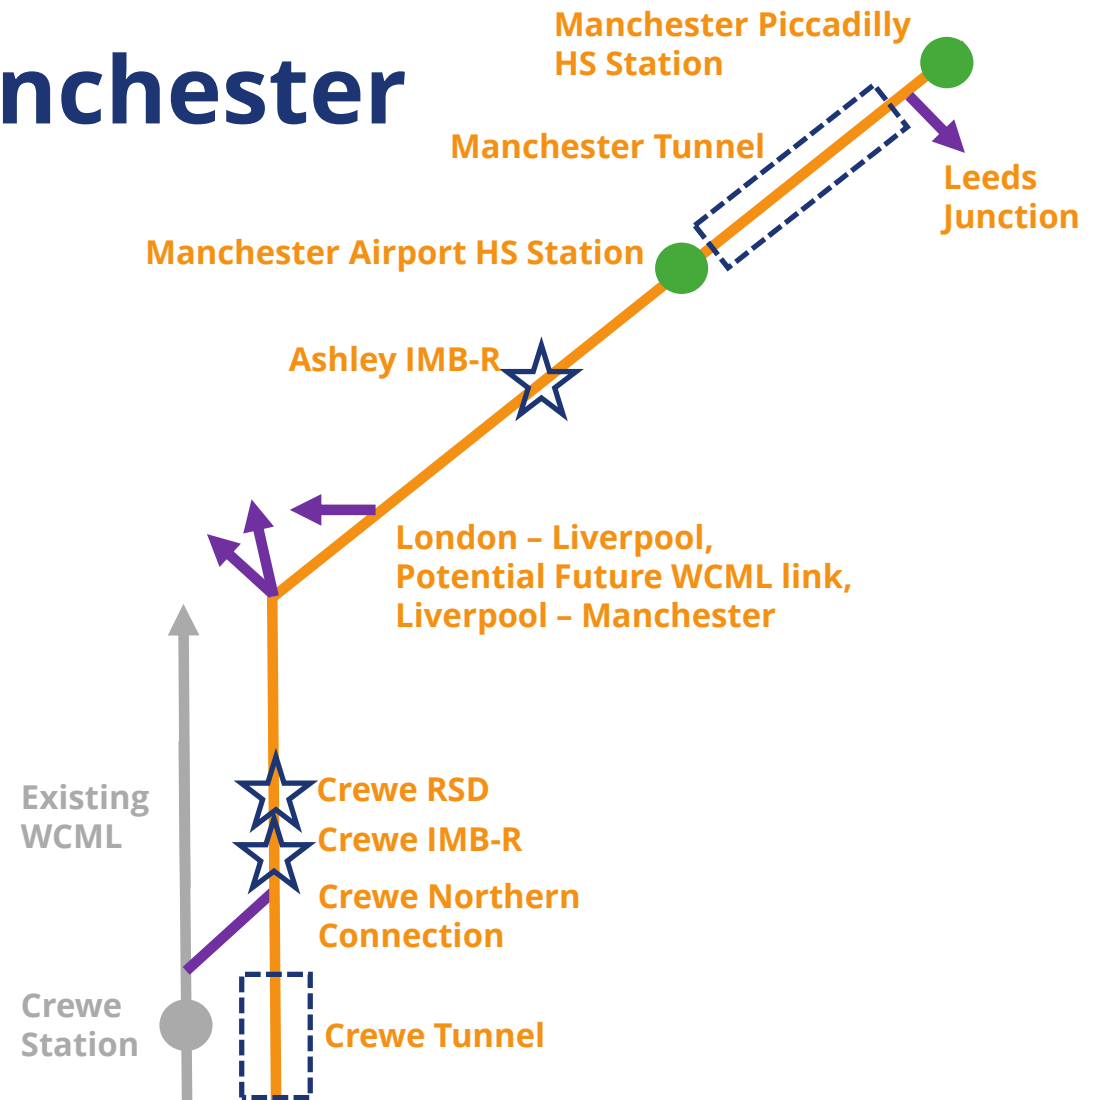 Manchester Piccadilly
HS Station
nchester
Manchester Tunnel
Leeds
Junction
Manchester Airport HS Station
Ashley IMB-R
London – Liverpool,
Potential Future WCML link,
Liverpool – Manchester
Existing
WCML
Crewe RSD
Crewe IMB-R
Crewe Northern
Connection
Crewe
Station
Crewe Tunnel